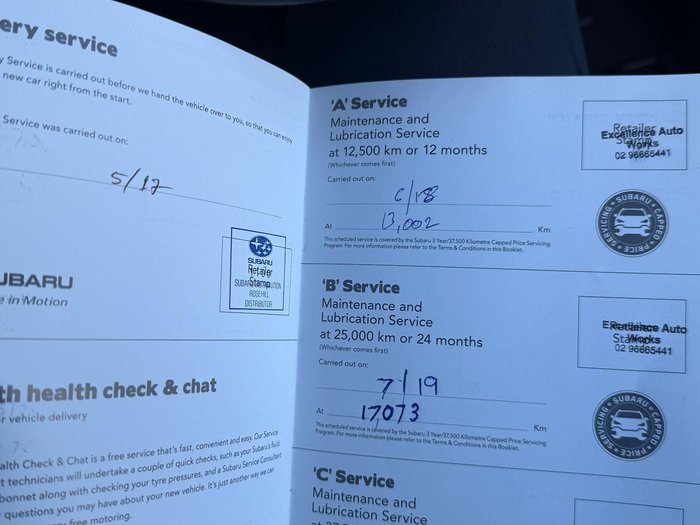 ery service
y Service is carried out before we hand the vehicle over to you, so that you can enjoy
new car right from the start.
Service was carried out on:
5/17
SUBARU
Retailer
Stamp
ROSEHILL
DISTRIBUTOR
UBARU
e in Motion
th health check & chat
r vehicle delivery
alth Check & Chat is a free service that's fast, convenient and easy. Our Service
t technicians will undertake a couple of quick checks, such as your Subaru's fluid
bonnet along with checking your tyre pressures, and a Subaru Service Consultant
questions you may have about your new vehicle. It's just another way we can
free motoring.
'A' Service
Maintenance and
Lubrication Service
at 12,500 km or 12 months
(Whichever comes first)
Carried out on:
6/18
At 13,002 Km
This scheduled service is covered by the Subaru 3 Year/37,500 Kilometre Capped Price Servicing
Program. For more information please refer to the Terms & Conditions in this Booklet.
Retailer
Stamp
Excellence Auto
Works
02 96665441
SUBARU
CAPPED PRICE SERVICING
'B' Service
Maintenance and
Lubrication Service
at 25,000 km or 24 months
(Whichever comes first)
Carried out on:
7/19
At 17073 Km
This scheduled service is covered by the Subaru 3 Year/37,500 Kilometre Capped Price Servicing
Program. For more information please refer to the Terms & Conditions in this Booklet.
Retailer
Stamp
Excellence Auto
Works
02 96665441
SUBARU
CAPPED PRICE SERVICING
'C' Service
Maintenance and
Lubrication Service